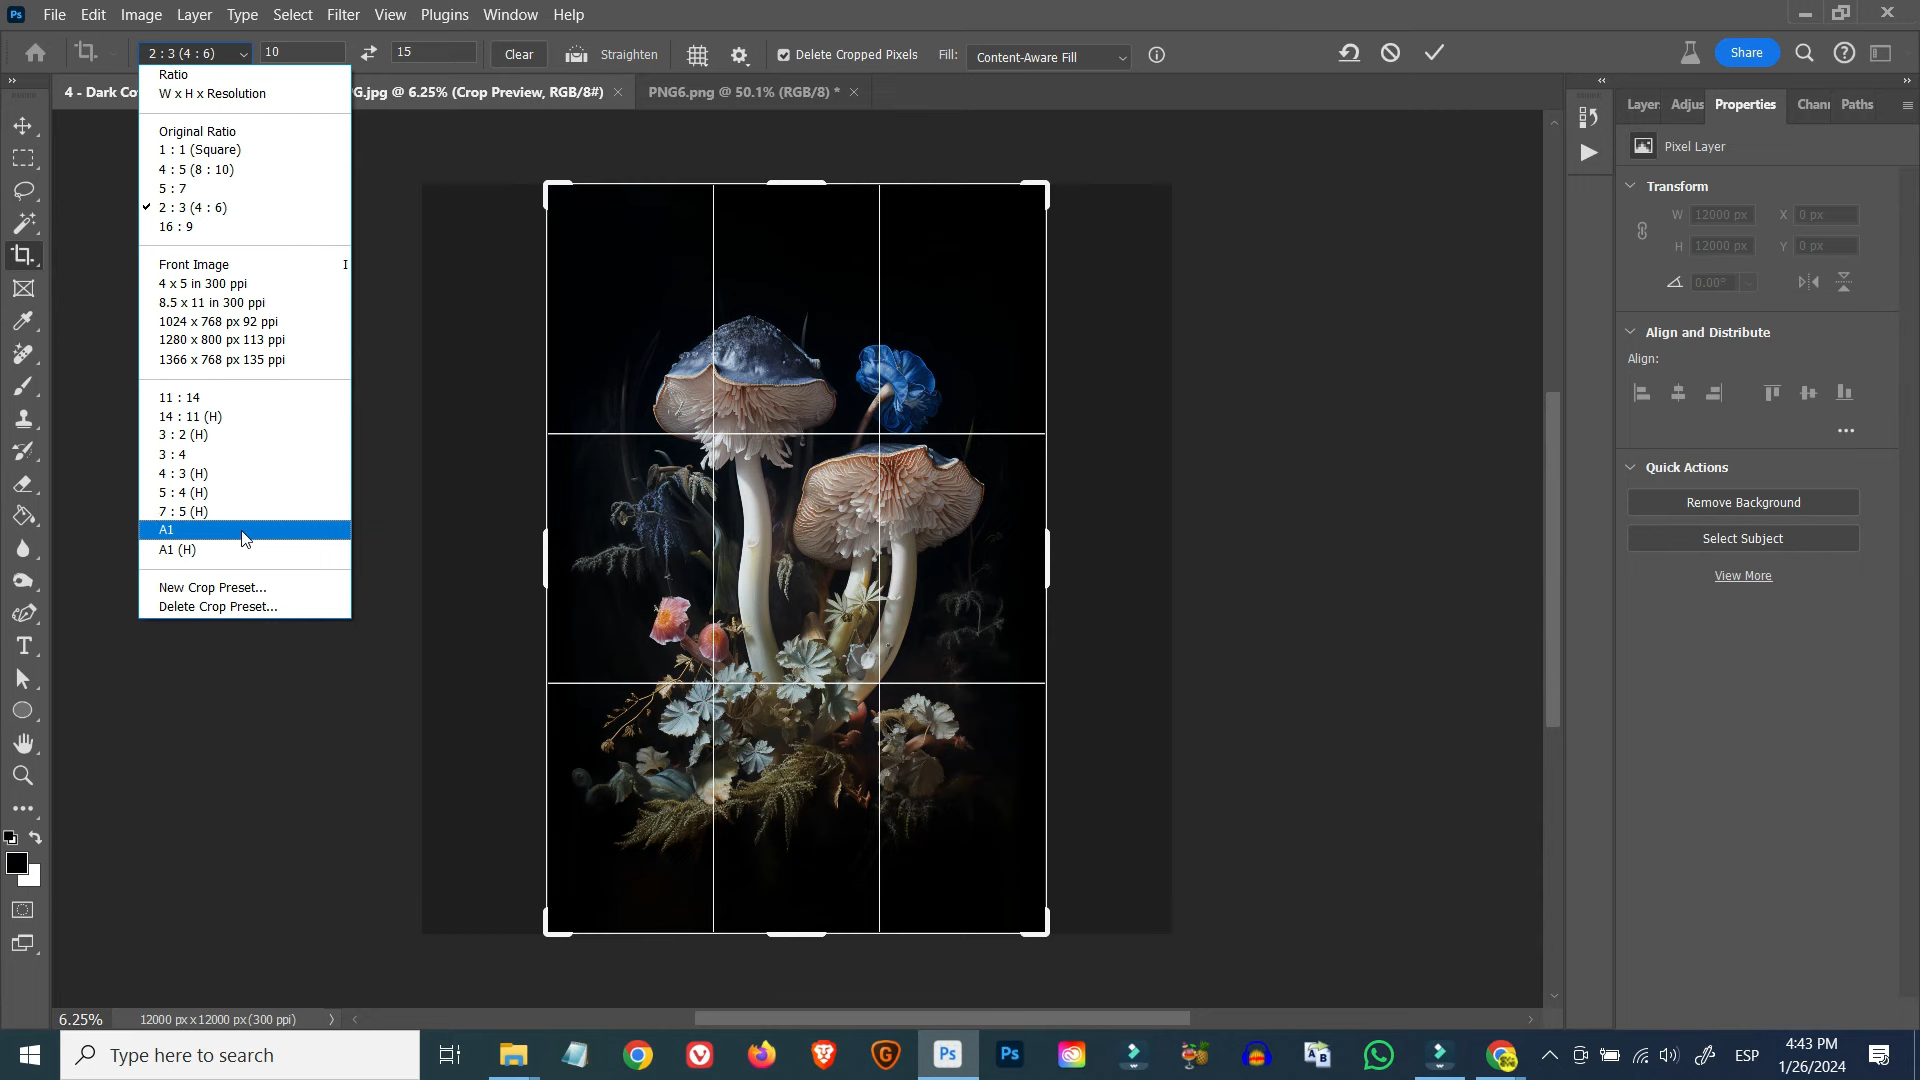 Ps File Edit Image Layer Type Select Filter View Plugins Window Help
2 : 3 (4 : 6) 10 15 Clear Straighten Delete Cropped Pixels Fill: Content-Aware Fill Share
4 - Dark Co G.jpg @ 6.25% (Crop Preview, RGB/8#) PNG6.png @ 50.1% (RGB/8) *
Ratio
W x H x Resolution
Original Ratio
1 : 1 (Square)
4 : 5 (8 : 10)
5 : 7
2 : 3 (4 : 6)
16 : 9
Front Image I
4 x 5 in 300 ppi
8.5 x 11 in 300 ppi
1024 x 768 px 92 ppi
1280 x 800 px 113 ppi
1366 x 768 px 135 ppi
11 : 14
14 : 11 (H)
3 : 2 (H)
3 : 4
4 : 3 (H)
5 : 4 (H)
7 : 5 (H)
A1
A1 (H)
New Crop Preset...
Delete Crop Preset...
Layer Adjus Properties Chan Paths
Pixel Layer
Transform
W 12000 px X 0 px
H 12000 px Y 0 px
0.00°
Align and Distribute
Align:
Quick Actions
Remove Background
Select Subject
View More
6.25% 12000 px x 12000 px (300 ppi)
Type here to search
Ps Ps
ESP
4:43 PM
1/26/2024